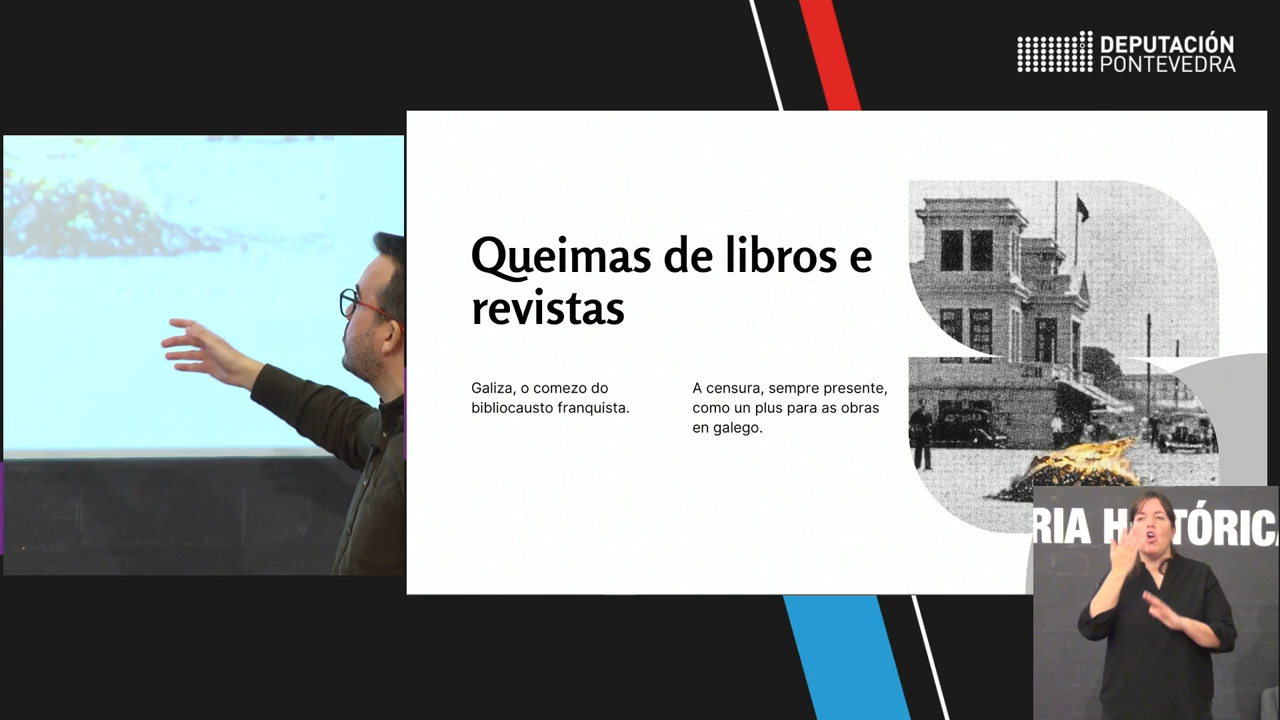 DEPUTACIÓN
PONTEVEDRA
Queimas de libros e
revistas
Galiza, o comezo do
bibliocausto franquista.
A censura, sempre presente,
como un plus para as obras
en galego.